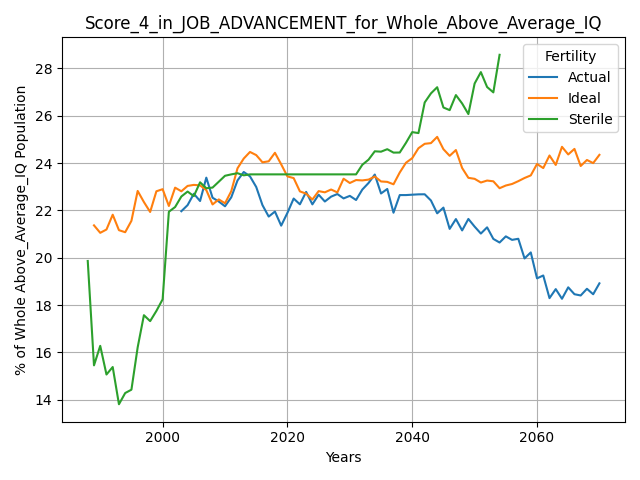 Score_4_in_JOB_ADVANCEMENT_for_Whole_Above_Average_IQ
Fertility
Actual
Ideal
Sterile
% of Whole Above_Average_IQ Population
28
26
24
22
20
18
16
14
2000
2020
2040
2060
Years